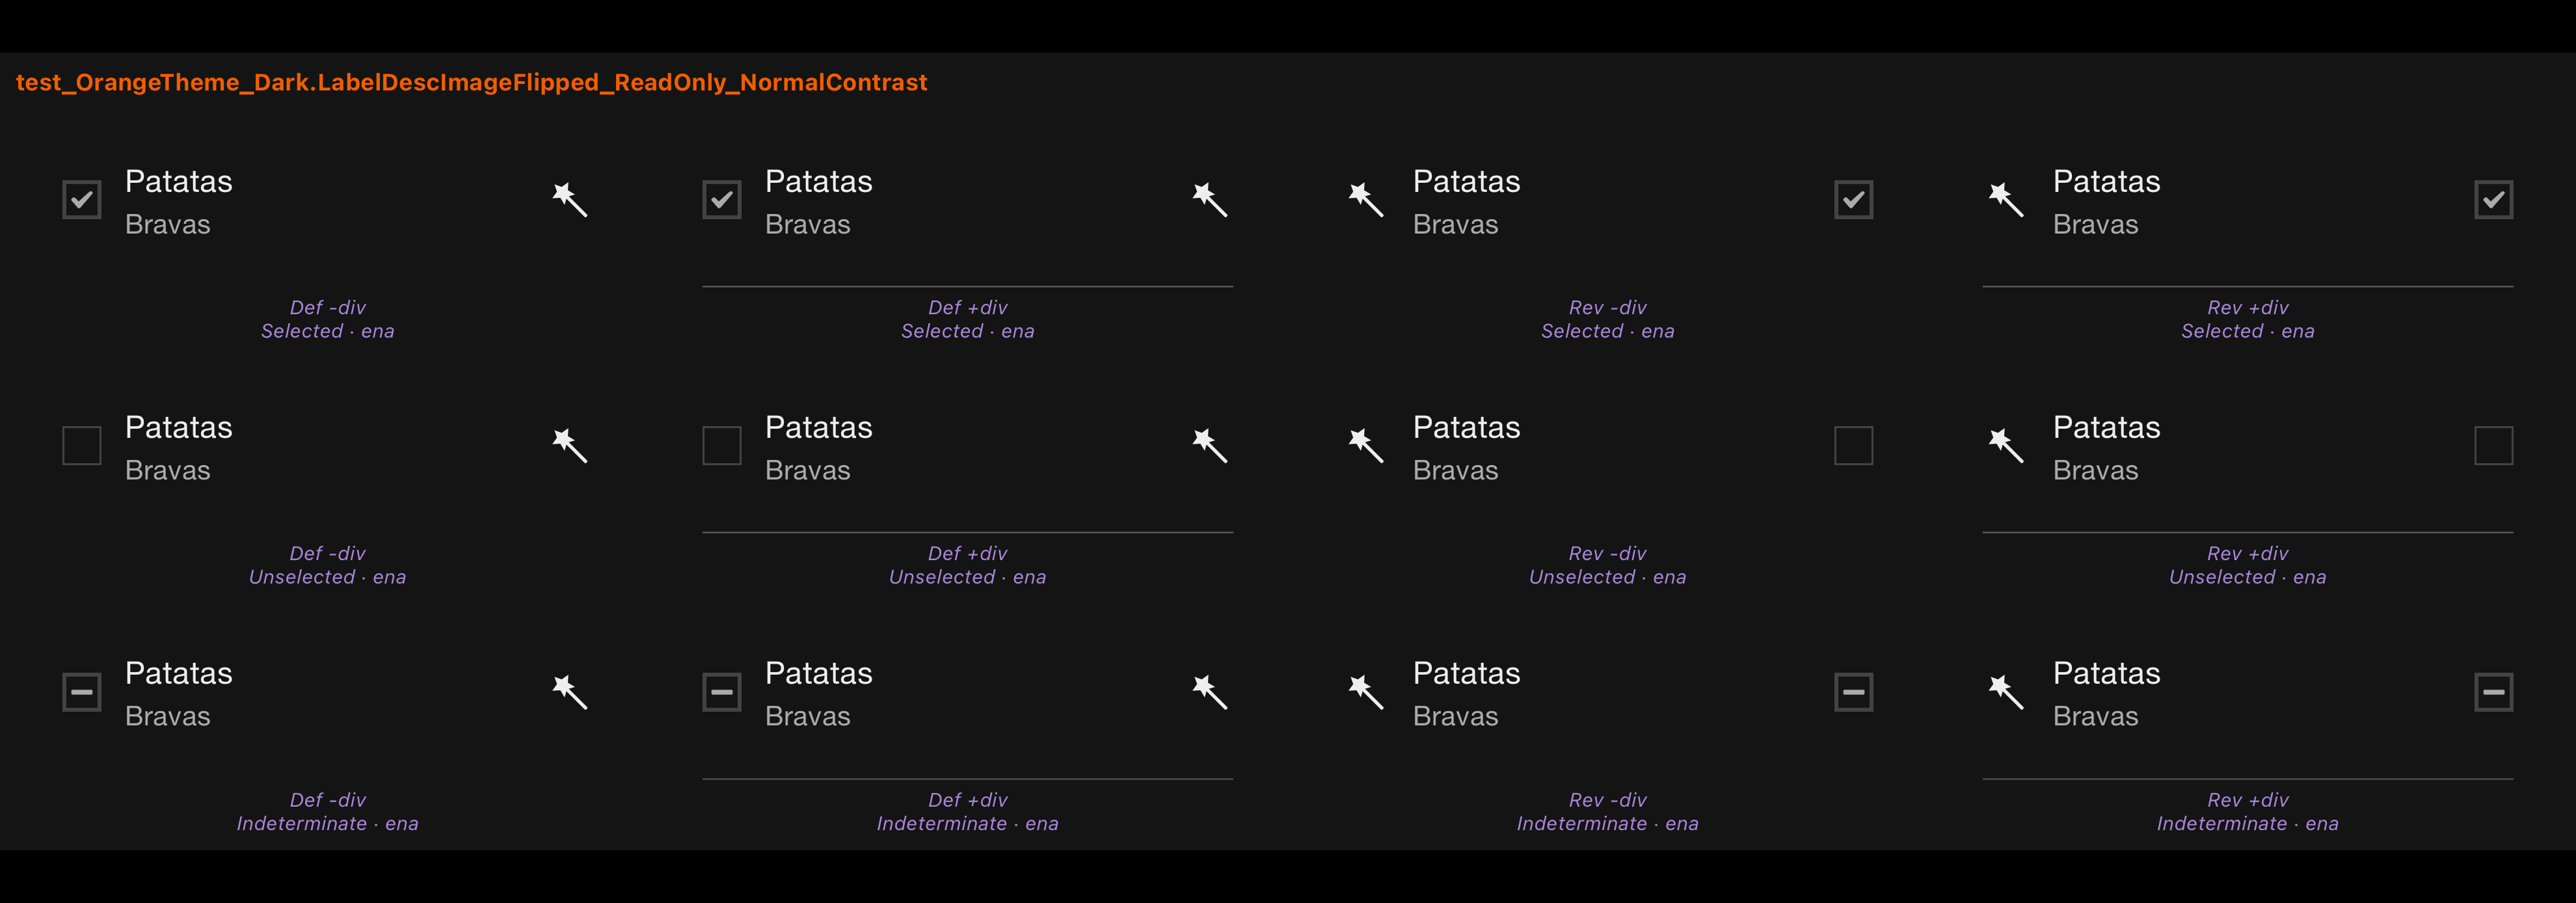 test_OrangeTheme_Dark.LabelDescImageFlipped_ReadOnly_NormalContrast
Patatas
Bravas
Def -div
Selected · ena
Patatas
Bravas
Def +div
Selected · ena
Patatas
Bravas
Rev -div
Selected · ena
Patatas
Bravas
Rev +div
Selected · ena
Patatas
Bravas
Def -div
Unselected · ena
Patatas
Bravas
Def +div
Unselected · ena
Patatas
Bravas
Rev -div
Unselected · ena
Patatas
Bravas
Rev +div
Unselected · ena
Patatas
Bravas
Def -div
Indeterminate · ena
Patatas
Bravas
Def +div
Indeterminate · ena
Patatas
Bravas
Rev -div
Indeterminate · ena
Patatas
Bravas
Rev +div
Indeterminate · ena